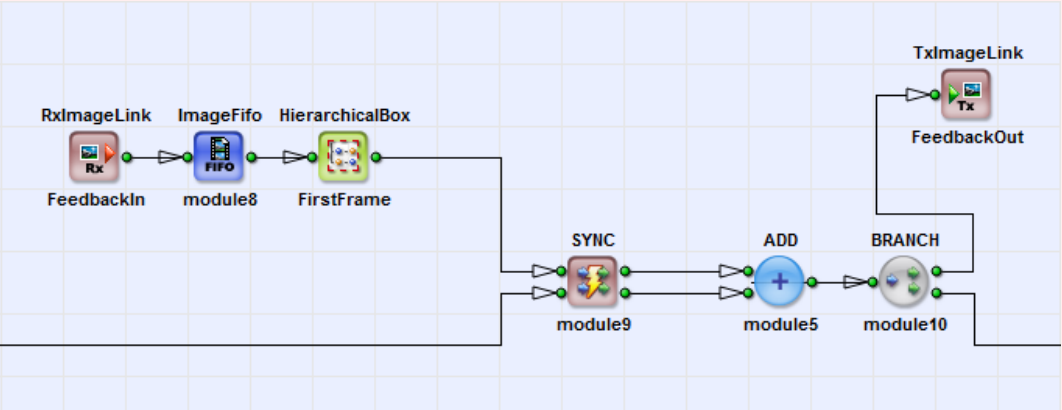 TxImageLink
Tx
FeedbackOut
RxImageLink ImageFifo HierarchicalBox
Rx FIFO
FeedbackIn module8 FirstFrame
SYNC ADD BRANCH
module9 module5 module10